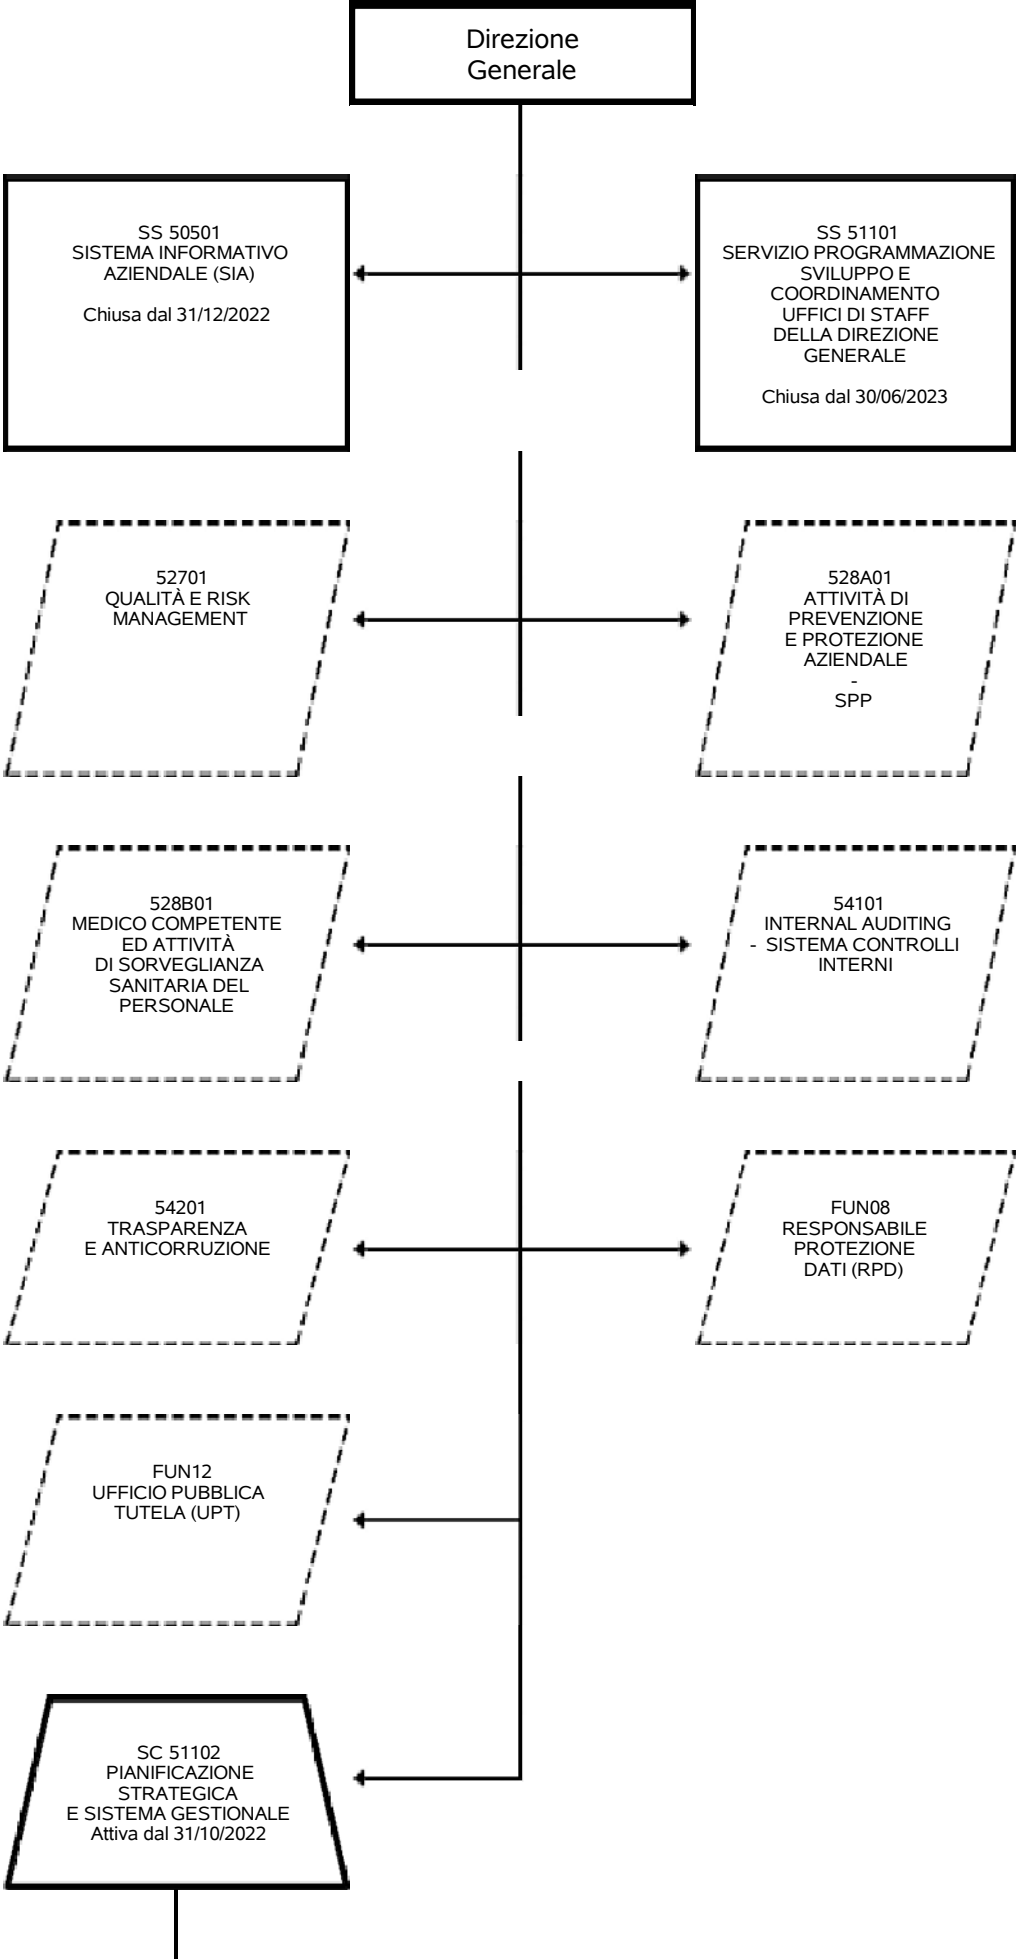 Direzione
Generale
SS 50501
SISTEMA INFORMATIVO
AZIENDALE (SIA)
Chiusa dal 31/12/2022
SS 51101
SERVIZIO PROGRAMMAZIONE
SVILUPPO E
COORDINAMENTO
UFFICI DI STAFF
DELLA DIREZIONE
GENERALE
Chiusa dal 30/06/2023
52701
QUALITÀ E RISK
MANAGEMENT
528A01
ATTIVITÀ DI
PREVENZIONE
E PROTEZIONE
AZIENDALE
-
SPP
528B01
MEDICO COMPETENTE
ED ATTIVITÀ
DI SORVEGLIANZA
SANITARIA DEL
PERSONALE
54101
INTERNAL AUDITING
- SISTEMA CONTROLLI
INTERNI
54201
TRASPARENZA
E ANTICORRUZIONE
FUN08
RESPONSABILE
PROTEZIONE
DATI (RPD)
FUN12
UFFICIO PUBBLICA
TUTELA (UPT)
SC 51102
PIANIFICAZIONE
STRATEGICA
E SISTEMA GESTIONALE
Attiva dal 31/10/2022